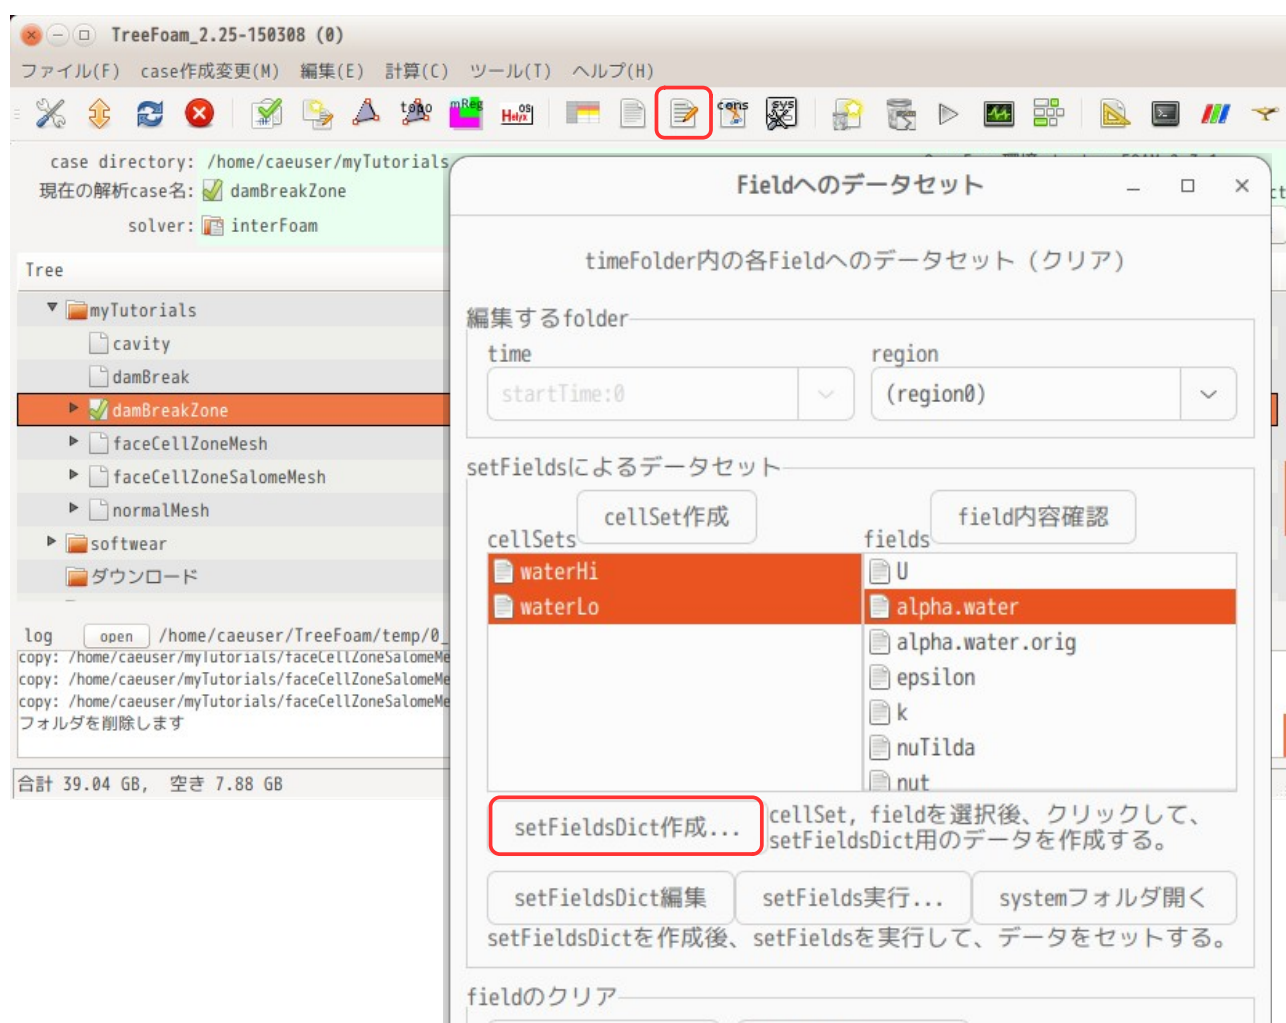 TreeFoam_2.25-150308 (0)
ファイル(F) case作成変更(M) 編集(E) 計算(C) ツール(T) ヘルプ(H)
topo
mReg
OS
Helyx
cons
sys
case directory: /home/caeuser/myTutorials
現在の解析case名: damBreakZone
solver: interFoam
Tree
myTutorials
cavity
damBreak
damBreakZone
faceCellZoneMesh
faceCellZoneSalomeMesh
normalMesh
softwear
ダウンロード
log open /home/caeuser/TreeFoam/temp/0_
copy: /home/caeuser/myTutorials/faceCellZoneSalomeMe
copy: /home/caeuser/myTutorials/faceCellZoneSalomeMe
copy: /home/caeuser/myTutorials/faceCellZoneSalomeMe
フォルダを削除します
合計 39.04 GB, 空き 7.88 GB
Fieldへのデータセット
timeFolder内の各Fieldへのデータセット (クリア)
編集するfolder
time region
startTime:0 (region0)
setFieldsによるデータセット
cellSet作成 field内容確認
cellSets fields
waterHi
waterLo
U
alpha.water
alpha.water.orig
epsilon
k
nuTilda
nut
setFieldsDict作成... cellSet, fieldを選択後、クリックして、
setFieldsDict用のデータを作成する。
setFieldsDict編集 setFields実行... systemフォルダ開く
setFieldsDictを作成後、setFieldsを実行して、データをセットする。
fieldのクリア